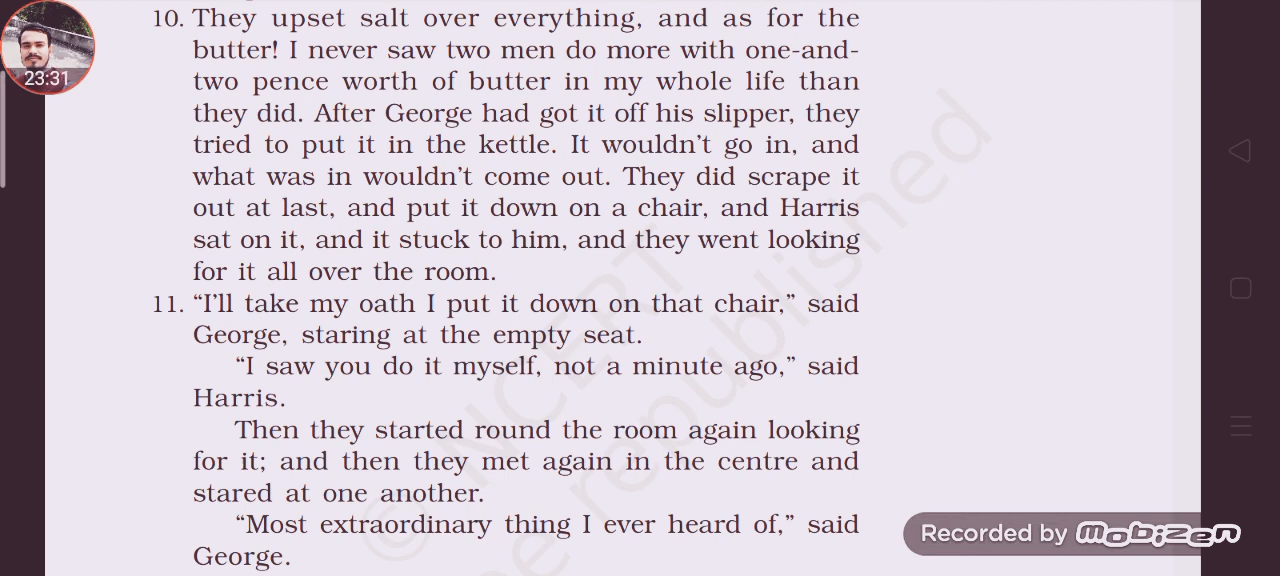 10. They upset salt over everything, and as for the
butter! I never saw two men do more with one-and-
two pence worth of butter in my whole life than
they did. After George had got it off his slipper, they
tried to put it in the kettle. It wouldn't go in, and
what was in wouldn't come out. They did scrape it
out at last, and put it down on a chair, and Harris
sat on it, and it stuck to him, and they went looking
for it all over the room.
11. “I'll take my oath I put it down on that chair,” said
George, staring at the empty seat.
“I saw you do it myself, not a minute ago,” said
Harris.
Then they started round the room again looking
for it; and then they met again in the centre and
stared at one another.
“Most extraordinary thing I ever heard of,” said
George.
23:31
© NCERT
be republished
Recorded by mobizen